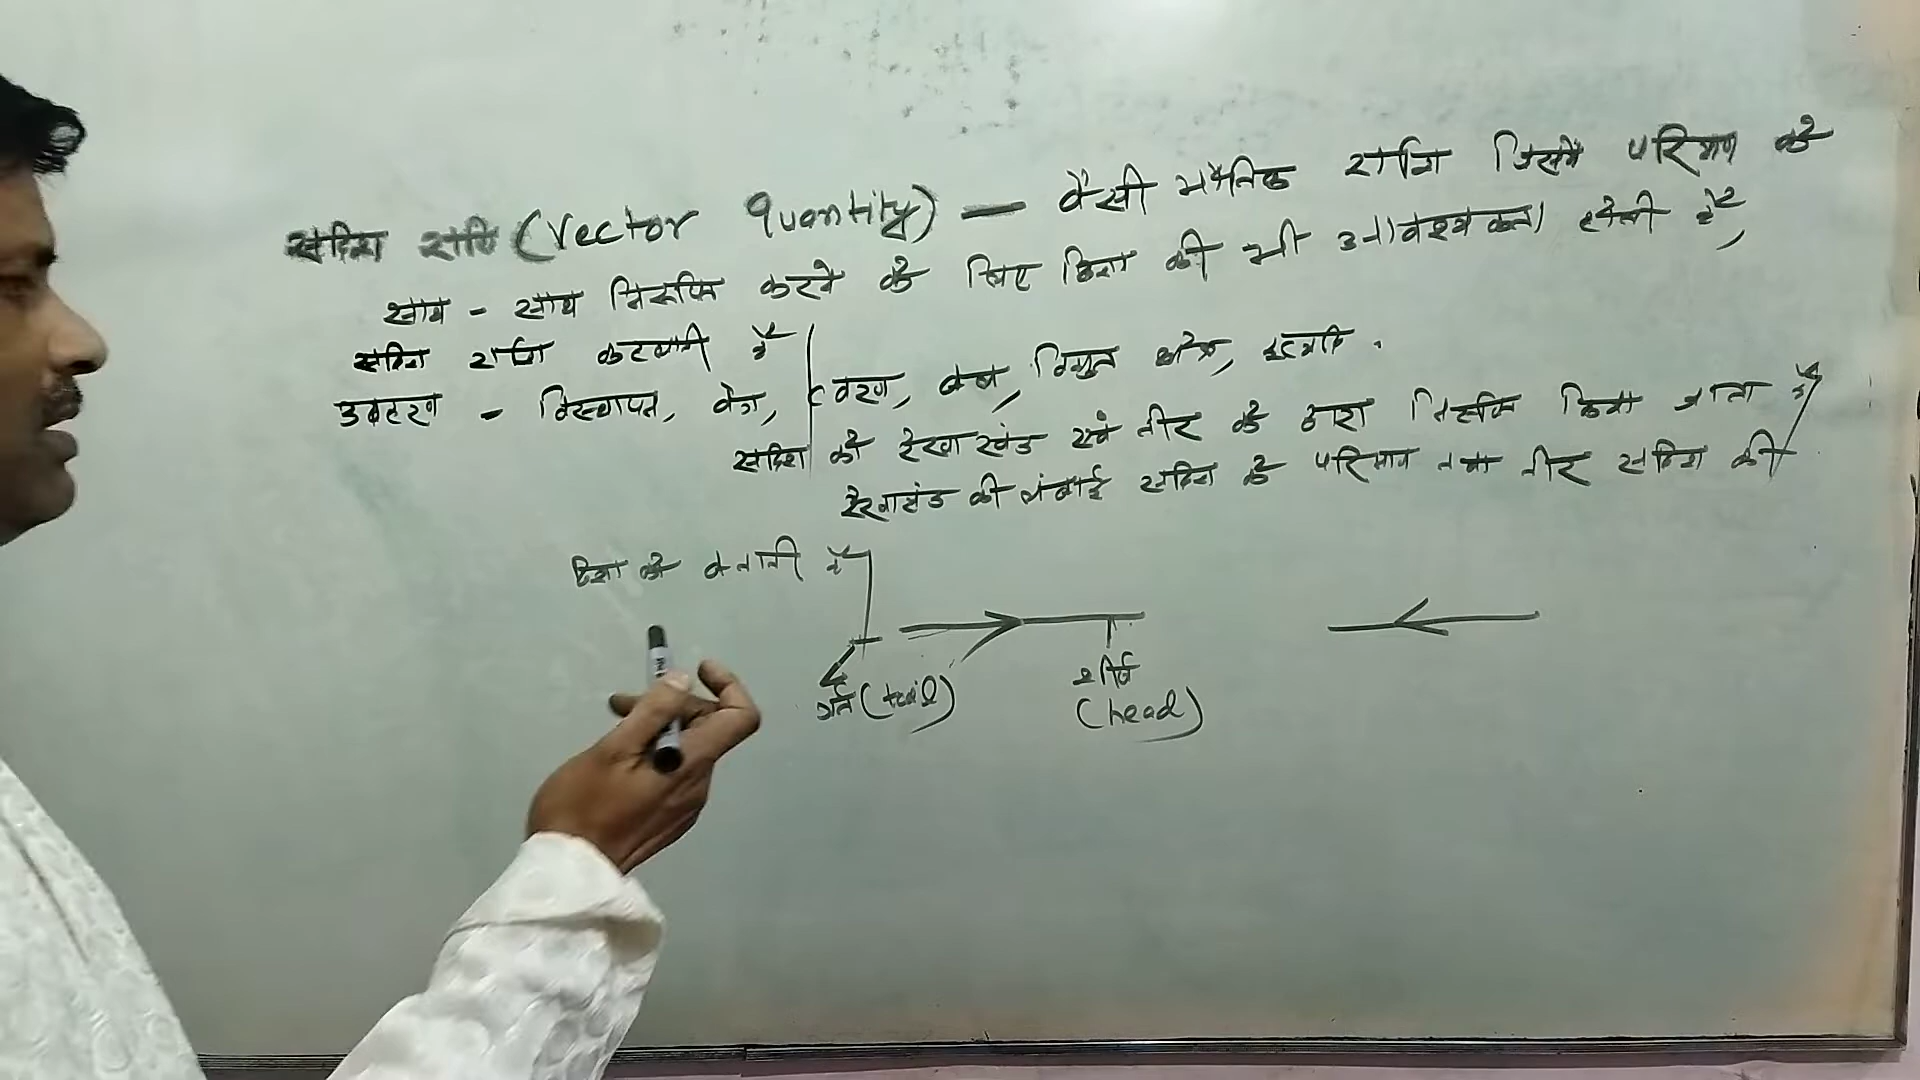 सदिश राशि (Vector Quantity) — वैसी भौतिक राशि जिसमें परिमाण के
साथ - साथ निरूपित करने के लिए दिशा की भी आवश्यकता होती है,
सदिश राशि कहलाती है।
उदाहरण - विस्थापन, वेग, त्वरण, बल, विद्युत क्षेत्र, इत्यादि.
सदिश को रेखाखंड एवं तीर के द्वारा निरूपित किया जाता है।
रेखाखंड की लंबाई सदिश के परिमाण तथा तीर सदिश की
दिशा को बताती है।
(tail)
शीर्ष
(head)